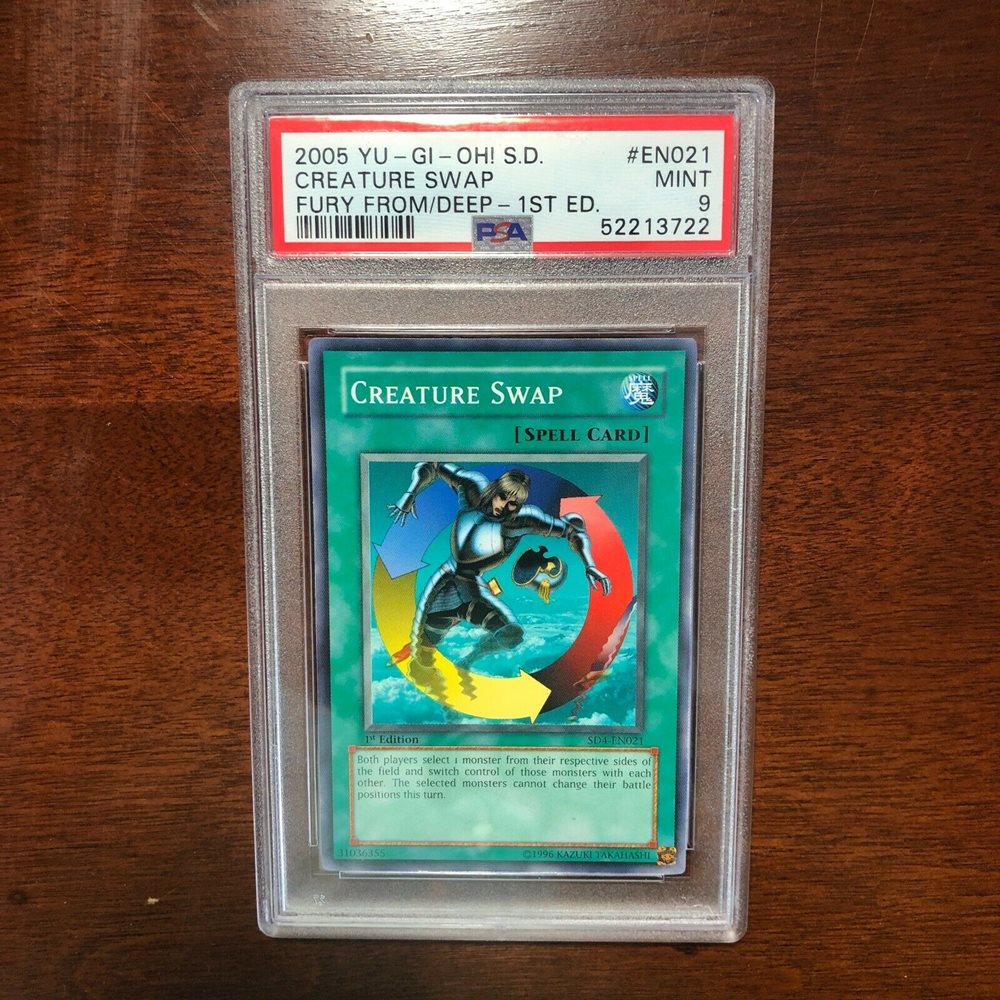 2005 YU-GI-OH! S.D. #EN021
CREATURE SWAP MINT
FURY FROM/DEEP-1ST ED. 9
PSA 52213722
CREATURE SWAP
SPELL
魔
[SPELL CARD]
1st Edition SD4-EN021
Both players select 1 monster from their respective sides of
the field and switch control of those monsters with each
other. The selected monsters cannot change their battle
positions this turn.
31036355 ©1996 KAZUKI TAKAHASHI